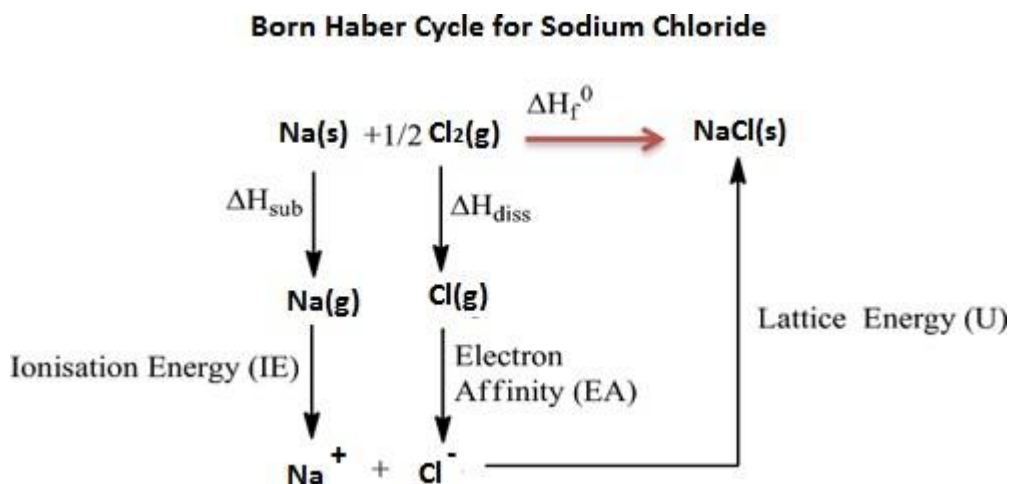 Born Haber Cycle for Sodium Chloride
ΔHf⁰
Na(s) +1/2 Cl₂(g) NaCl(s)
ΔHsub ΔHdiss
Na(g) Cl(g)
Lattice Energy (U)
Ionisation Energy (IE) Electron
Affinity (EA)
Na⁺ + Cl⁻